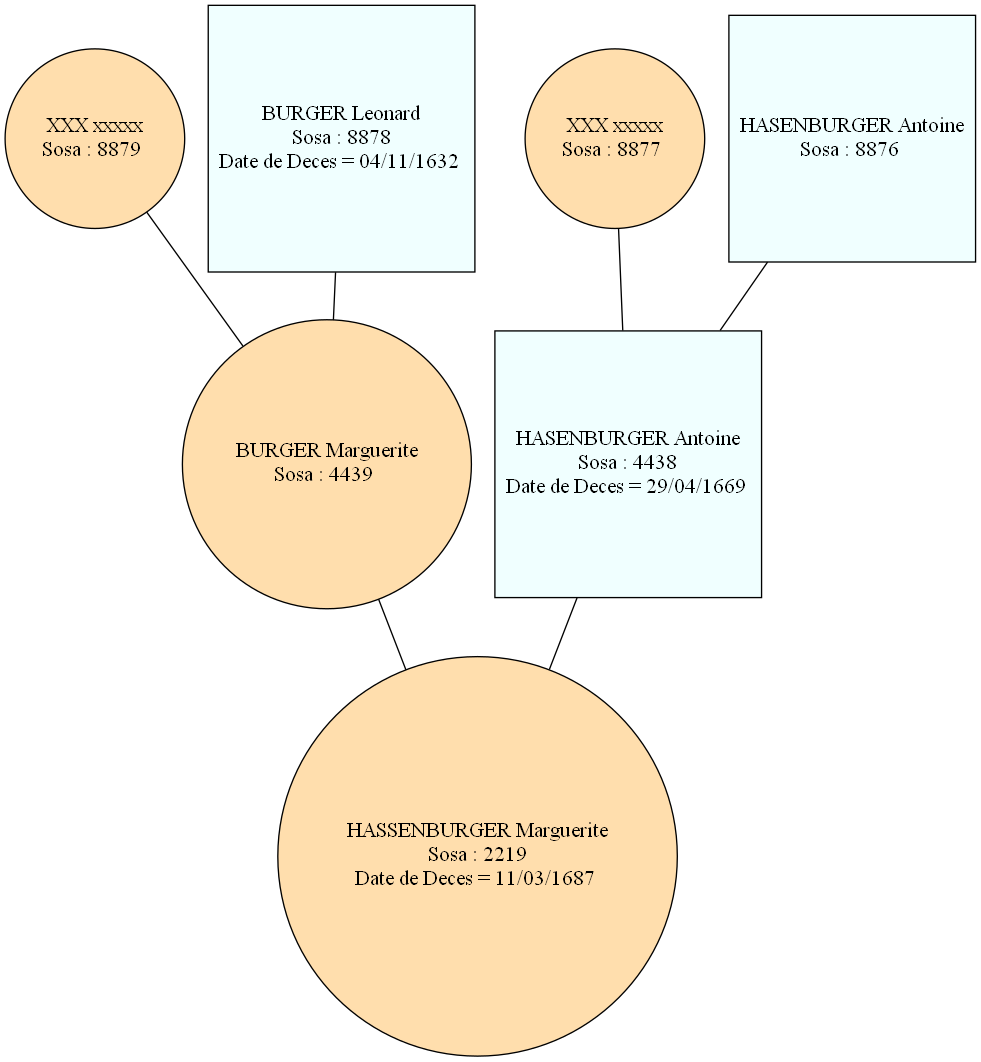 XXX xxxxx
Sosa : 8879
BURGER Leonard
Sosa : 8878
Date de Deces = 04/11/1632
XXX xxxxx
Sosa : 8877
HASENBURGER Antoine
Sosa : 8876
BURGER Marguerite
Sosa : 4439
HASENBURGER Antoine
Sosa : 4438
Date de Deces = 29/04/1669
HASSENBURGER Marguerite
Sosa : 2219
Date de Deces = 11/03/1687